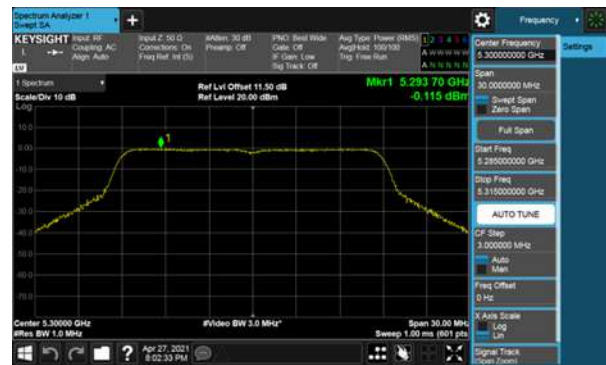 Spectrum Analyzer 1
Swept SA
+
Frequency
KEYSIGHT
Input: RF
Coupling: AC
Align: Auto
Input Z: 50 Ω
Corrections: On
Freq Ref: Int (S)
#Atten: 30 dB
Preamp: Off
PNO: Best Wide
Gate: Off
IF Gain: Low
Sig Track: Off
Avg Type: Power (RMS)
Avg|Hold: 100/100
Trig: Free Run
1 2 3 4 5 6
A W W W W W
A N N N N N
L
1 Spectrum
Scale/Div 10 dB
Log
Ref Lvl Offset 11.50 dB
Ref Level 20.00 dBm
Mkr1 5.293 70 GHz
-0.115 dBm
1
10.0
0.00
-10.0
-20.0
-30.0
-40.0
-50.0
-60.0
-70.0
Center 5.30000 GHz
#Res BW 1.0 MHz
#Video BW 3.0 MHz*
Span 30.00 MHz
Sweep 1.00 ms (601 pts
?
Apr 27, 2021
8:02:33 PM
Center Frequency
5.300000000 GHz
Settings
Span
30.0000000 MHz
Swept Span
Zero Span
Full Span
Start Freq
5.285000000 GHz
Stop Freq
5.315000000 GHz
AUTO TUNE
CF Step
3.000000 MHz
Auto
Man
Freq Offset
0 Hz
X Axis Scale
Log
Lin
Signal Track
(Span Zoom)